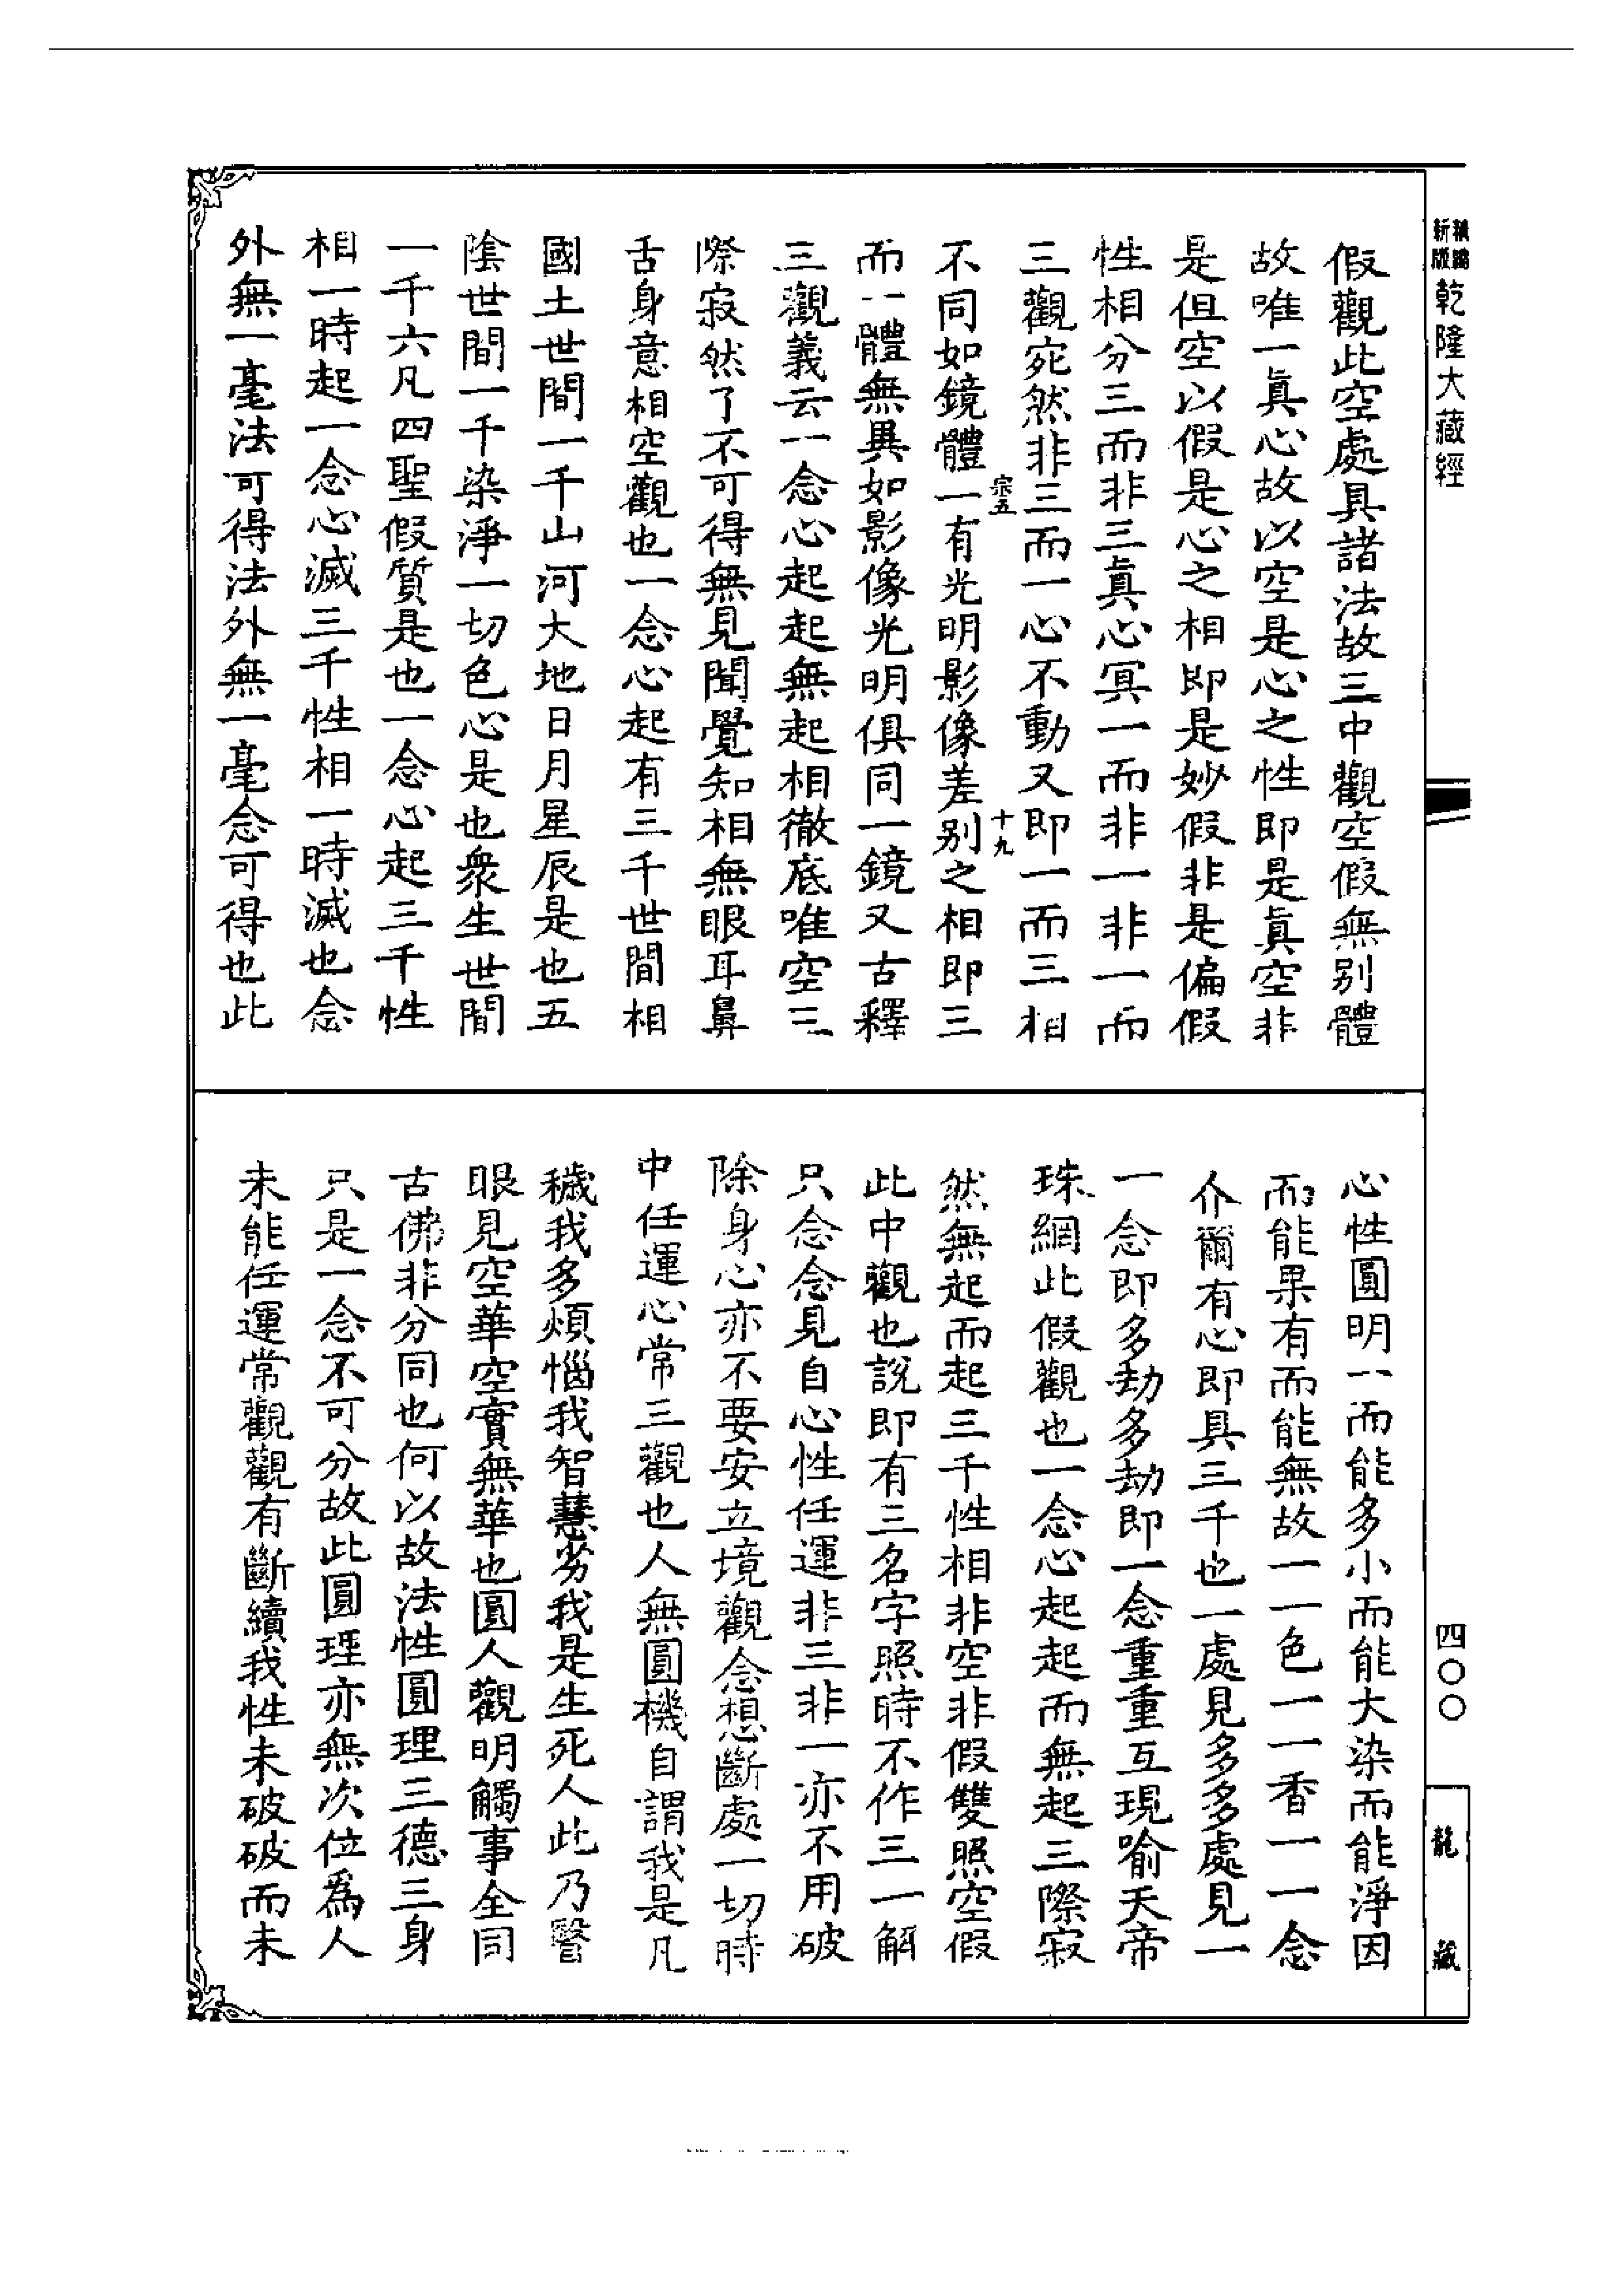 新編
新版
乾隆大藏經
假觀此空處具諸法故三中觀空假無別體
故唯一眞心故以空是心之性即是眞空非
是但空以假是心之相即是妙假非是偏假
性相分三而非三眞心冥一而非一非一而
三觀宛然非三而一心不動又即一而三相
宗五
十九
不同如鏡體一有光明影像差別之相即三
而一體無異如影像光明俱同一鏡又古釋
三觀義云一念心起起無起相徹底唯空三
際寂然了不可得無見聞覺知相無眼耳鼻
舌身意相空觀也一念心起有三千世間相
國土世間一千山河大地日月星辰是也五
陰世間一千染淨一切色心是也衆生世間
一千六凡四聖假質是也一念心起三千性
相一時起一念心滅三千性相一時滅也念
外無一毫法可得法外無一毫念可得也此
心性圓明一而能多小而能大染而能淨因
而能果有而能無故一一色一一香一一念
介爾有心即具三千也一處見多多處見一
一念即多劫多劫即一念重重互現喻天帝
珠網此假觀也一念心起起而無起三際寂
然無起而起三千性相非空非假雙照空假
此中觀也說即有三名字照時不作三一解
只念念見自心性任運非三非一亦不用破
除身心亦不要安立境觀念想斷處一切時
中任運心常三觀也人無圓機自謂我是凡
穢我多煩惱我智慧劣我是生死人此乃瞖
眼見空華空實無華也圓人觀明觸事全同
古佛非分同也何以故法性圓理三德三身
只是一念不可分故此圓理亦無次位爲人
未能任運常觀觀有斷續我性未破破而未
四〇〇
龍藏